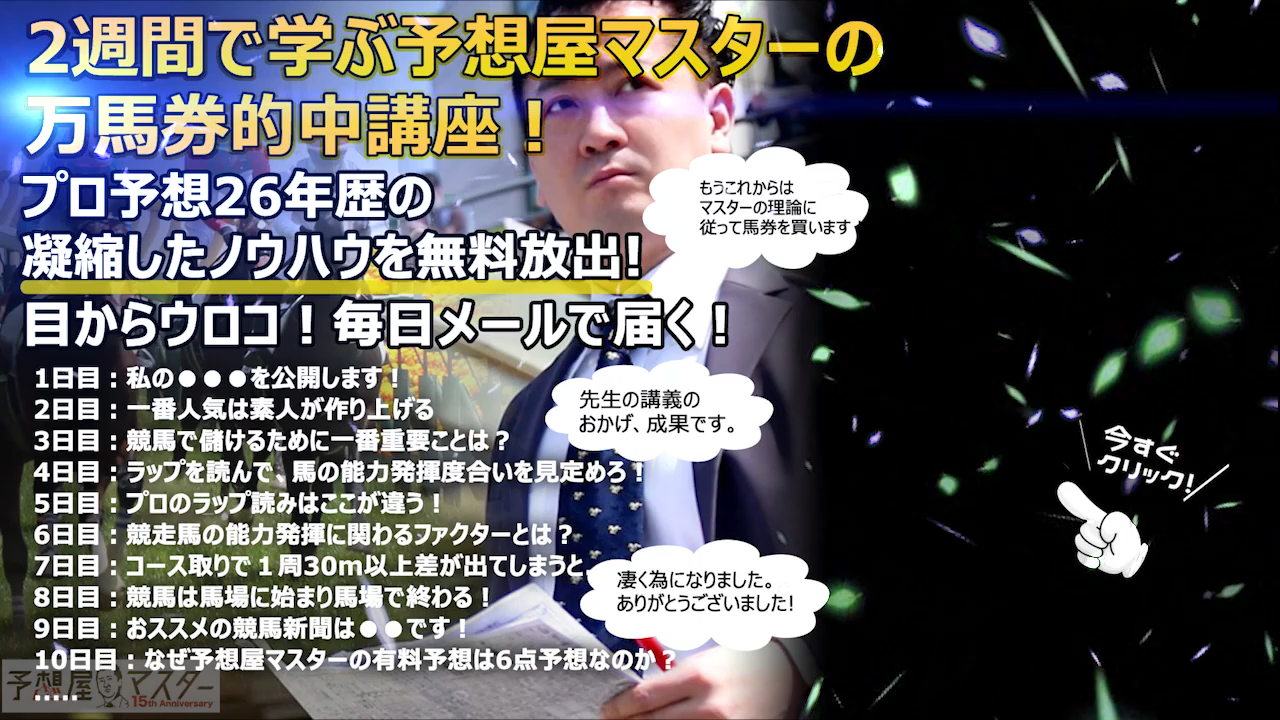 2週間で学ぶ予想屋マスターの
万馬券的中講座！
プロ予想26年歴の
凝縮したノウハウを無料放出!
目からウロコ！毎日メールで届く！
もうこれからは
マスターの理論に
従って馬券を買います
先生の講義の
おかげ、成果です。
凄く為になりました。
ありがとうございました!
1日目：私の●●●を公開します！
2日目：一番人気は素人が作り上げる
3日目：競馬で儲けるために一番重要ことは？
4日目：ラップを読んで、馬の能力発揮度合いを見定めろ！
5日目：プロのラップ読みはここが違う！
6日目：競走馬の能力発揮に関わるファクターとは？
7日目：コース取りで１周30m以上差が出てしまうと
8日目：競馬は馬場に始まり馬場で終わる！
9日目：おススメの競馬新聞は●●です！
10日目：なぜ予想屋マスターの有料予想は6点予想なのか？
.....
今すぐ
クリック!
予想屋マスター
15th Anniversary